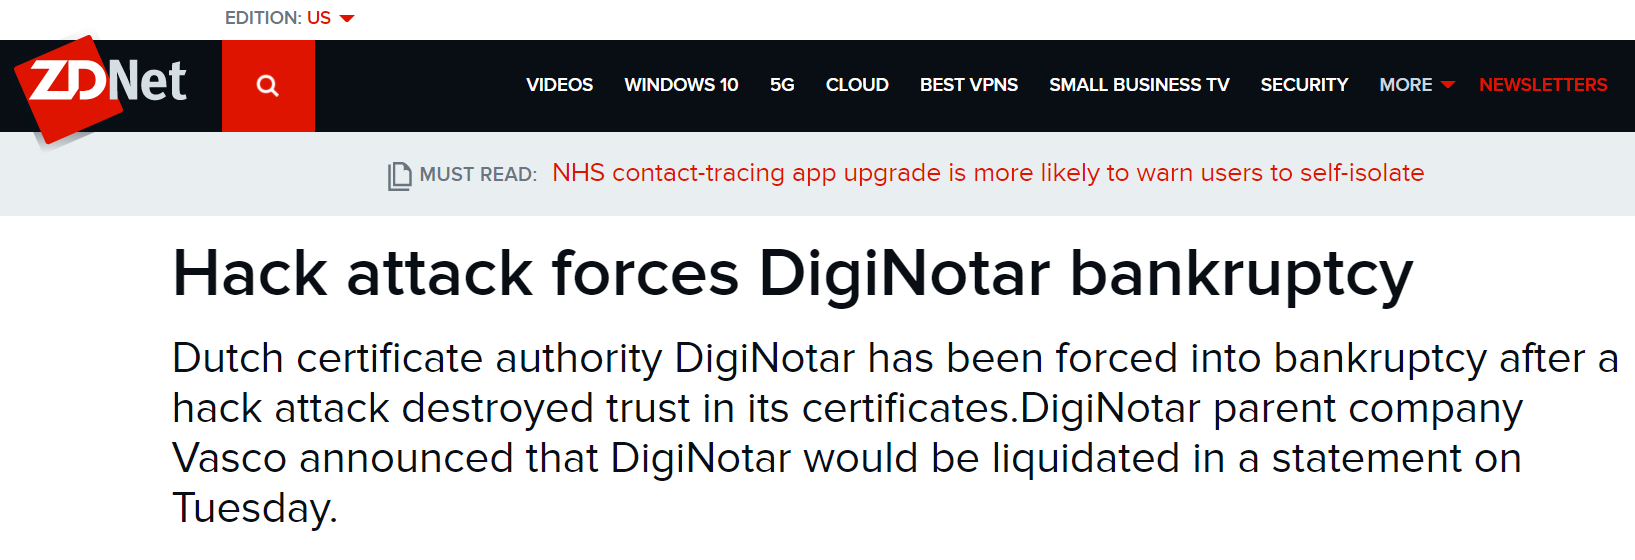 EDITION: US
ZDNet
VIDEOS WINDOWS 10 5G CLOUD BEST VPNS SMALL BUSINESS TV SECURITY MORE NEWSLETTERS
MUST READ: NHS contact-tracing app upgrade is more likely to warn users to self-isolate
Hack attack forces DigiNotar bankruptcy
Dutch certificate authority DigiNotar has been forced into bankruptcy after a
hack attack destroyed trust in its certificates.DigiNotar parent company
Vasco announced that DigiNotar would be liquidated in a statement on
Tuesday.